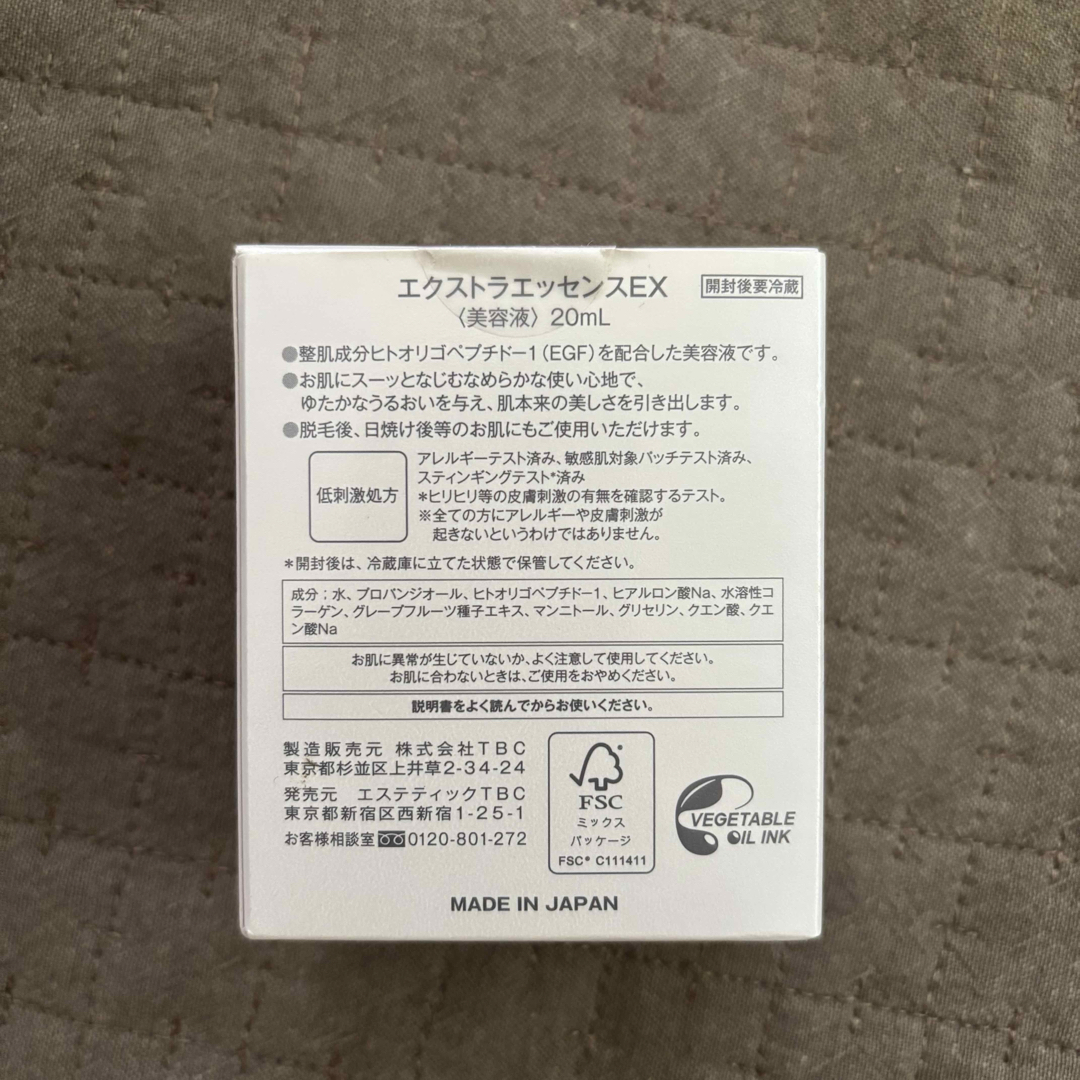 エクストラエッセンスEX
開封後要冷蔵
〈美容液〉 20mL
●整肌成分ヒトオリゴペプチド−1（EGF）を配合した美容液です。
●お肌にスーッとなじむなめらかな使い心地で、
ゆたかなうるおいを与え、肌本来の美しさを引き出します。
●脱毛後、日焼け後等のお肌にもご使用いただけます。
低刺激処方
アレルギーテスト済み、敏感肌対象パッチテスト済み、
スティンギングテスト*済み
*ヒリヒリ等の皮膚刺激の有無を確認するテスト。
※全ての方にアレルギーや皮膚刺激が
起きないというわけではありません。
*開封後は、冷蔵庫に立てた状態で保管してください。
成分：水、プロパンジオール、ヒトオリゴペプチド−1、ヒアルロン酸Na、水溶性コ
ラーゲン、グレープフルーツ種子エキス、マンニトール、グリセリン、クエン酸、クエ
ン酸Na
お肌に異常が生じていないか、よく注意して使用してください。
お肌に合わないときは、ご使用をおやめください。
説明書をよく読んでからお使いください。
製造販売元 株式会社TBC
東京都杉並区上井草2-34-24
発売元 エステティックTBC
東京都新宿区西新宿1-25-1
お客様相談室 0120-801-272
FSC
ミックス
パッケージ
FSC® C111411
VEGETABLE
OIL INK
MADE IN JAPAN